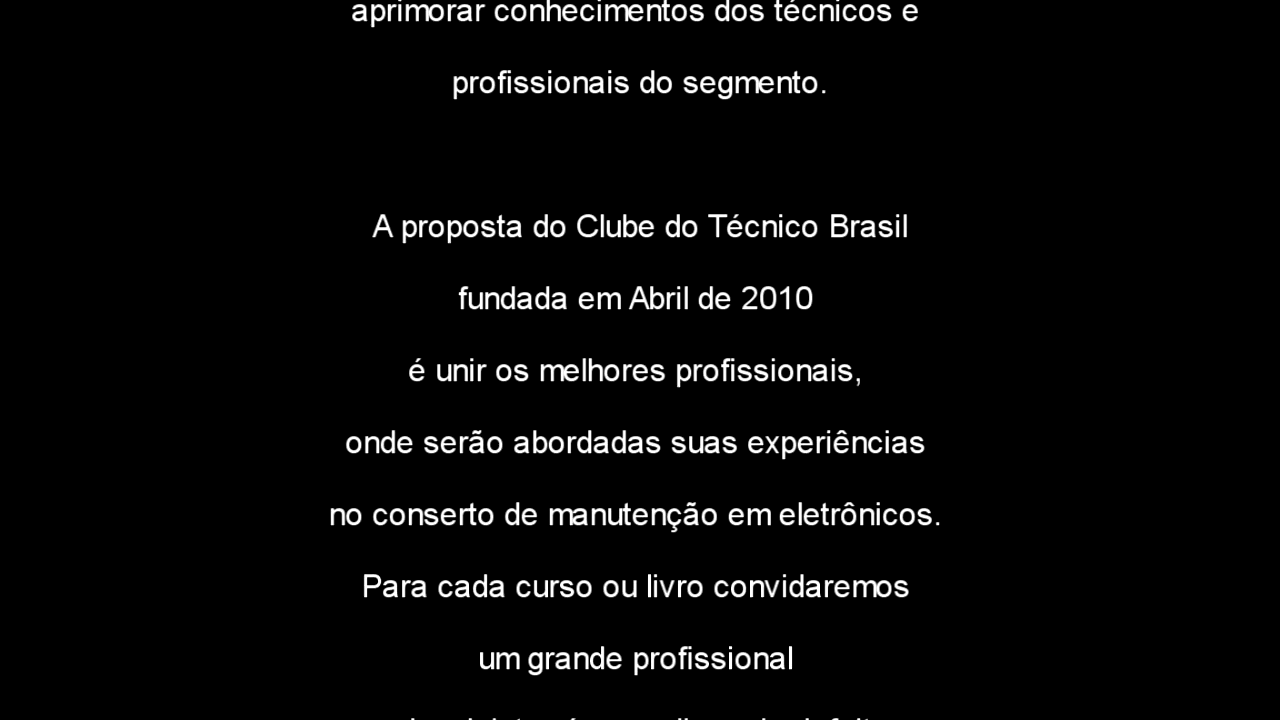 aprimorar conhecimentos dos técnicos e
profissionais do segmento.
A proposta do Clube do Técnico Brasil
fundada em Abril de 2010
é unir os melhores profissionais,
onde serão abordadas suas experiências
no conserto de manutenção em eletrônicos.
Para cada curso ou livro convidaremos
um grande profissional